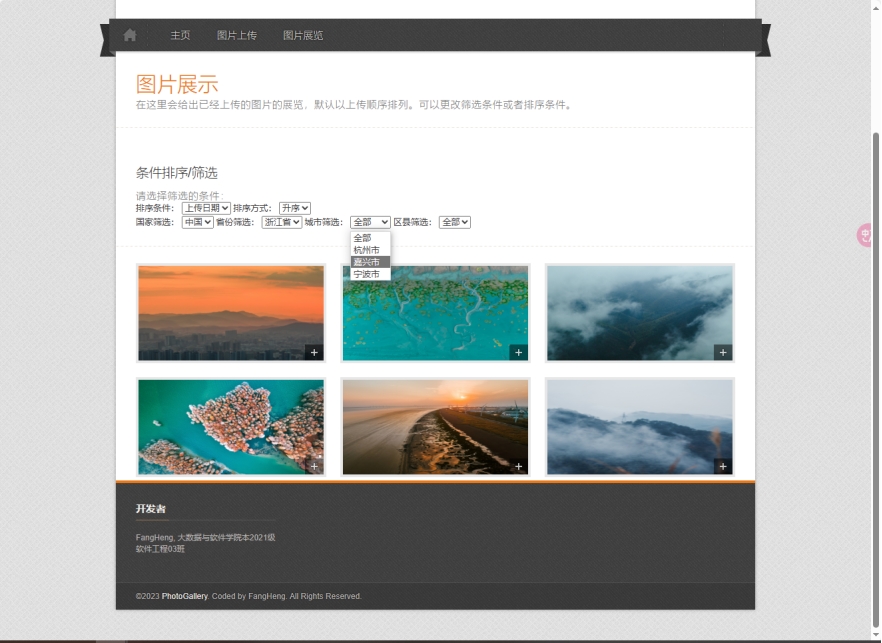 主页 图片上传 图片展览
图片展示
在这里会给出已经上传的图片的展览，默认以上传顺序排列。可以更改筛选条件或者排序条件。
条件排序/筛选
请选择筛选的条件:
排序条件： 上传日期 排序方式： 升序
国家筛选： 中国 省份筛选： 浙江省 城市筛选： 全部 区县筛选： 全部
全部
杭州市
嘉兴市
宁波市
开发者
FangHeng, 大数据与软件学院本2021级
软件工程03班
©2023 PhotoGallery. Coded by FangHeng. All Rights Reserved.